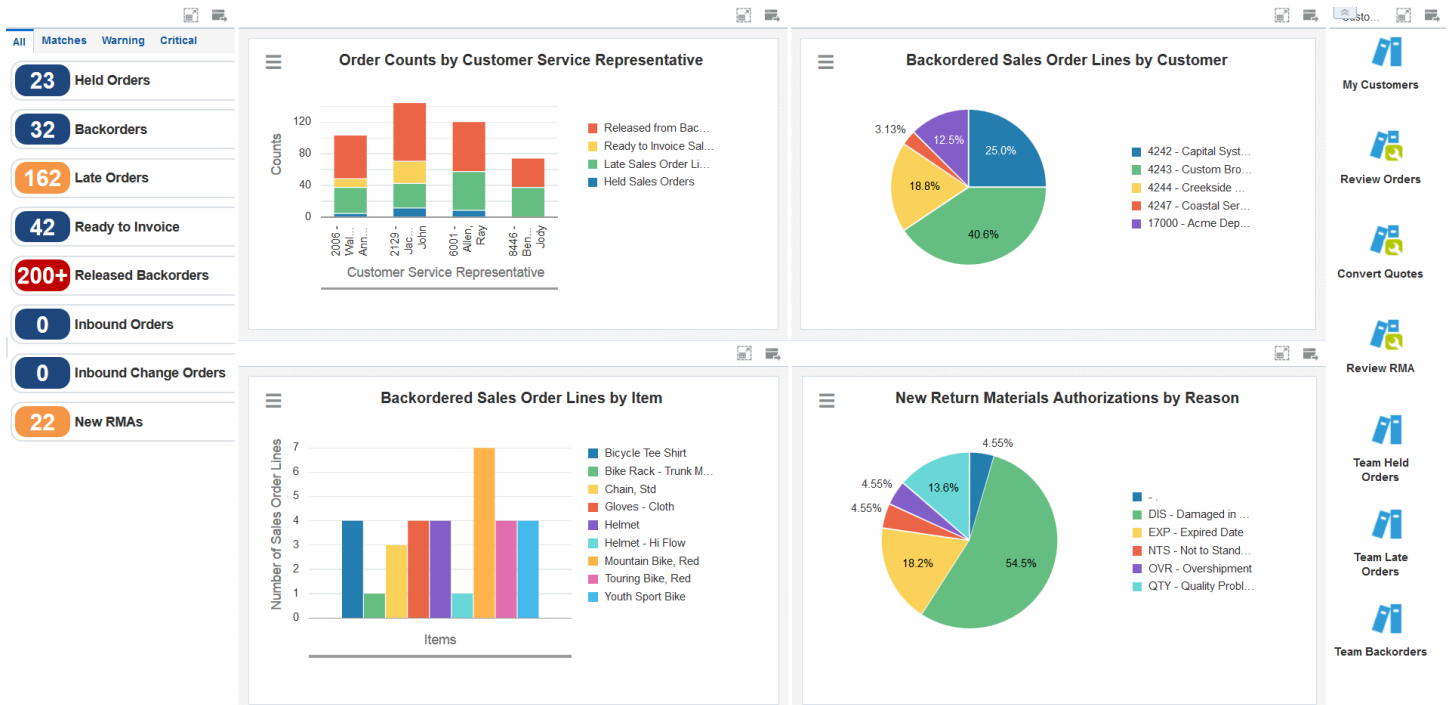 All Matches Warning Critical
23 Held Orders
32 Backorders
162 Late Orders
42 Ready to Invoice
200+ Released Backorders
0 Inbound Orders
0 Inbound Change Orders
22 New RMAs
Order Counts by Customer Service Representative
Counts
120
80
40
0
2006 -
Wal...
Ann...
2129 -
Jac...
John
6001 -
Allen,
Ray
8446 -
Ben...
Jody
Customer Service Representative
Released from Bac...
Ready to Invoice Sal...
Late Sales Order Li...
Held Sales Orders
Backordered Sales Order Lines by Customer
3.13%
12.5%
25.0%
18.8%
40.6%
4242 - Capital Syst...
4243 - Custom Bro...
4244 - Creekside ...
4247 - Coastal Ser...
17000 - Acme Dep...
Backordered Sales Order Lines by Item
Number of Sales Order Lines
7
6
5
4
3
2
1
0
Items
Bicycle Tee Shirt
Bike Rack - Trunk M...
Chain, Std
Gloves - Cloth
Helmet
Helmet - Hi Flow
Mountain Bike, Red
Touring Bike, Red
Youth Sport Bike
New Return Materials Authorizations by Reason
4.55%
13.6%
4.55%
4.55%
18.2%
54.5%
- .
DIS - Damaged in ...
EXP - Expired Date
NTS - Not to Stand...
OVR - Overshipment
QTY - Quality Probl...
My Customers
Review Orders
Convert Quotes
Review RMA
Team Held
Orders
Team Late
Orders
Team Backorders